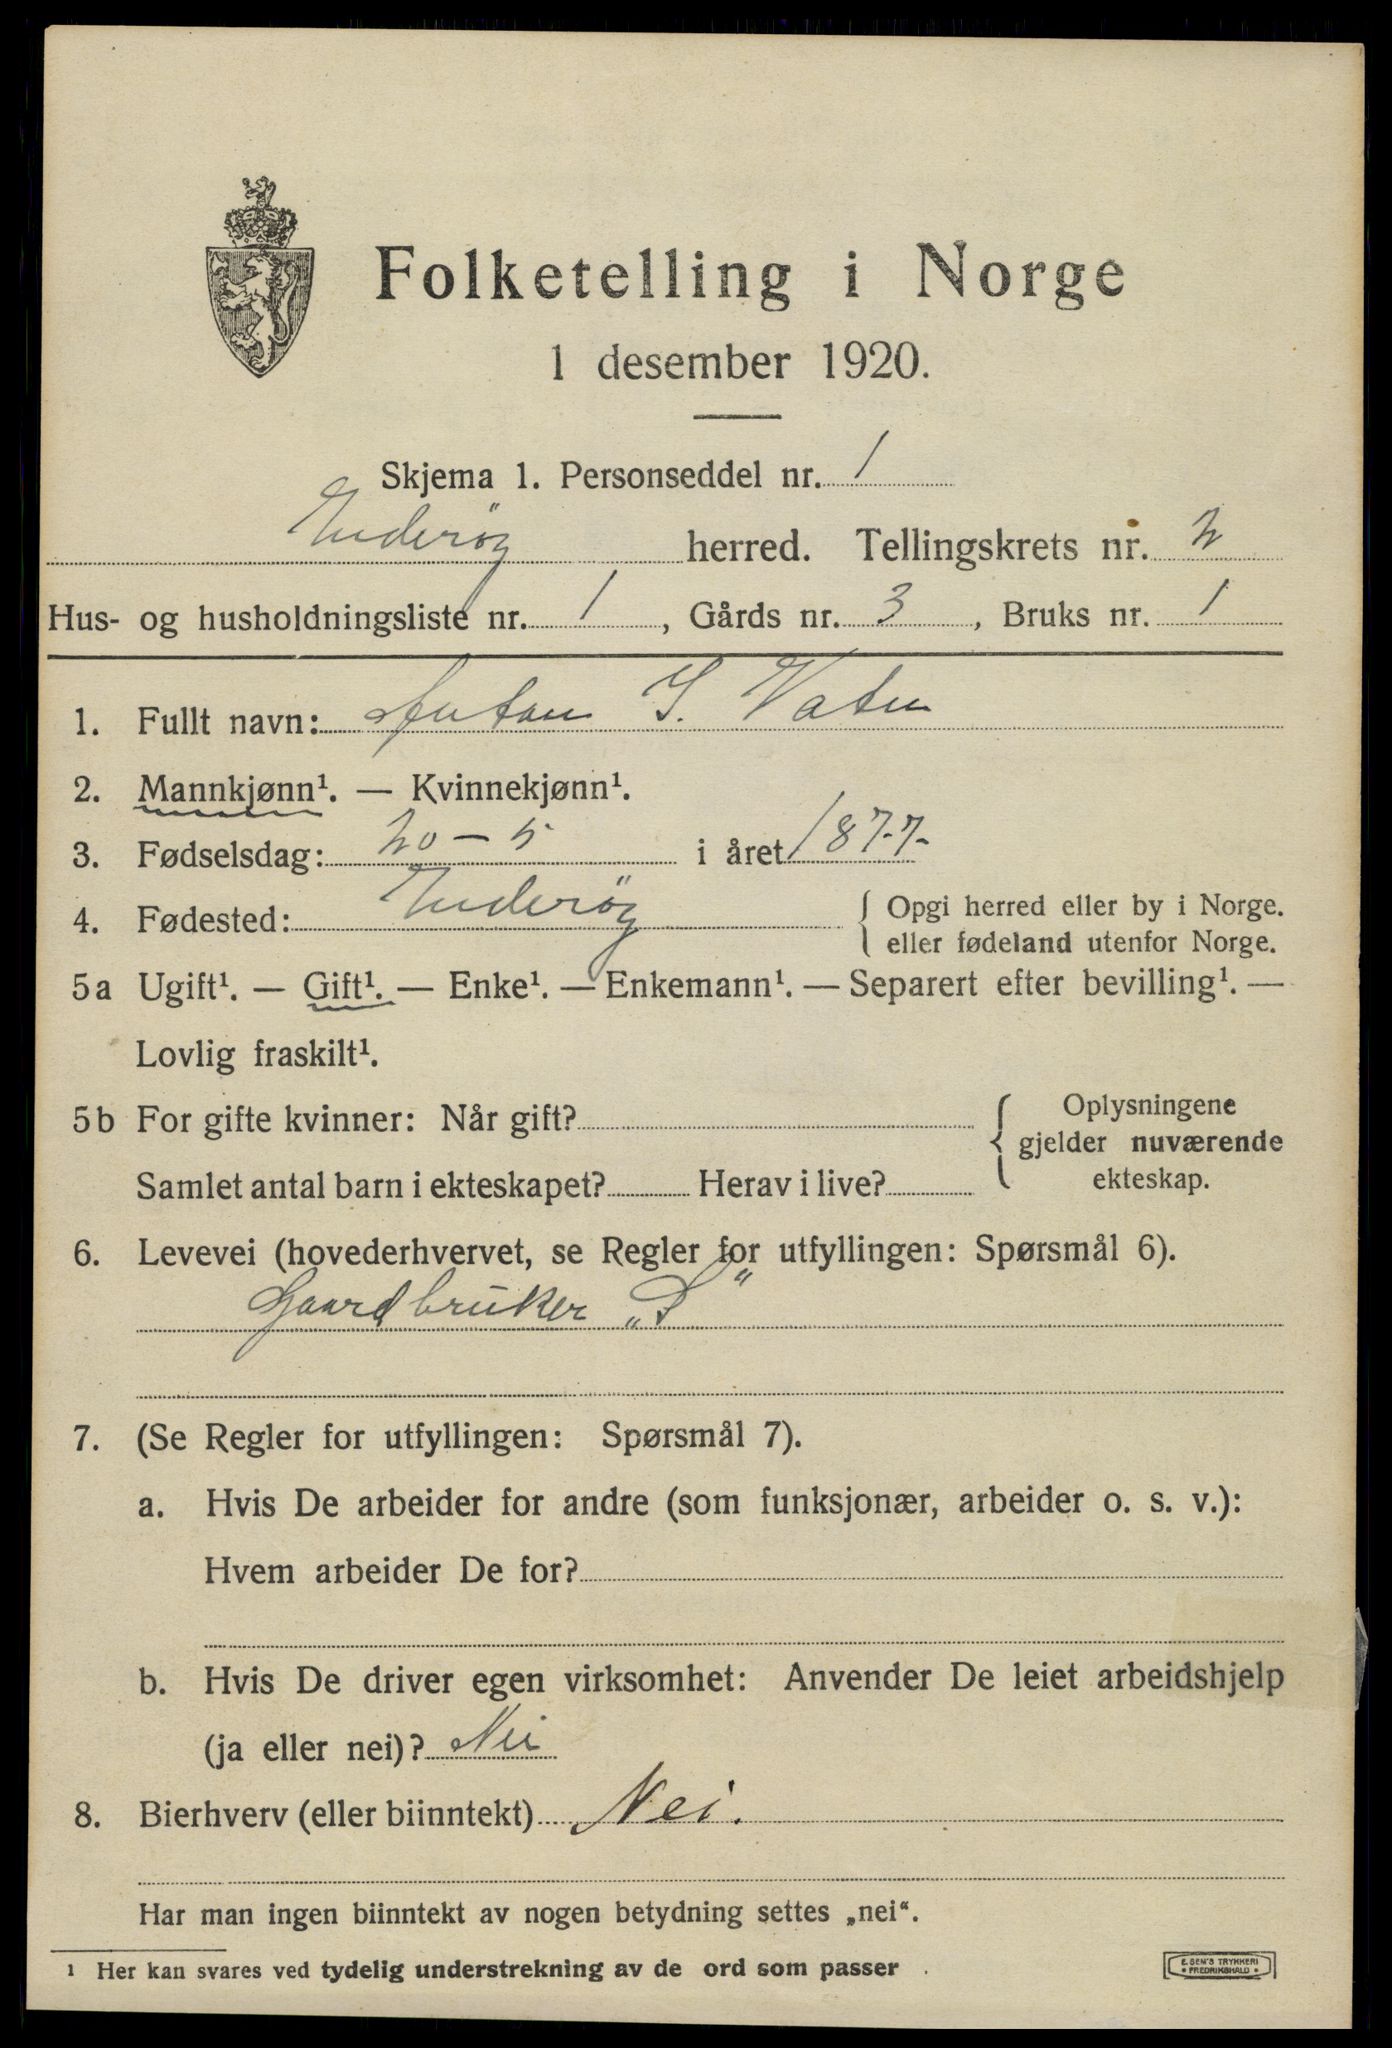 Folketelling i Norge
1 desember 1920.
Skjema 1. Personseddel nr. 1
Inderøy herred. Tellingskrets nr. 2
Hus- og husholdningsliste nr. 1, Gårds nr. 3, Bruks nr. 1
1. Fullt navn: Anton I. Vaten
2. Mannkjønn¹. — Kvinnekjønn¹.
3. Fødselsdag: 20 – 5 i året 1877-
4. Fødested: Inderøy { Opgi herred eller by i Norge.
eller fødeland utenfor Norge.
5a Ugift¹. — Gift¹. — Enke¹. — Enkemann¹. — Separert efter bevilling¹. —
Lovlig fraskilt¹.
5b For gifte kvinner: Når gift? { Oplysningene
gjelder nuværende
Samlet antal barn i ekteskapet? Herav i live? ekteskap.
6. Levevei (hovederhvervet, se Regler for utfyllingen: Spørsmål 6).
Gaardbruker „S“
7. (Se Regler for utfyllingen: Spørsmål 7).
a. Hvis De arbeider for andre (som funksjonær, arbeider o. s. v.):
Hvem arbeider De for?
b. Hvis De driver egen virksomhet: Anvender De leiet arbeidshjelp
(ja eller nei)? Nei
8. Bierhverv (eller biinntekt) Nei.
Har man ingen biinntekt av nogen betydning settes „nei“.
¹ Her kan svares ved tydelig understrekning av de ord som passer
E. SEM'S TRYKKERI
• FREDRIKSHALD •